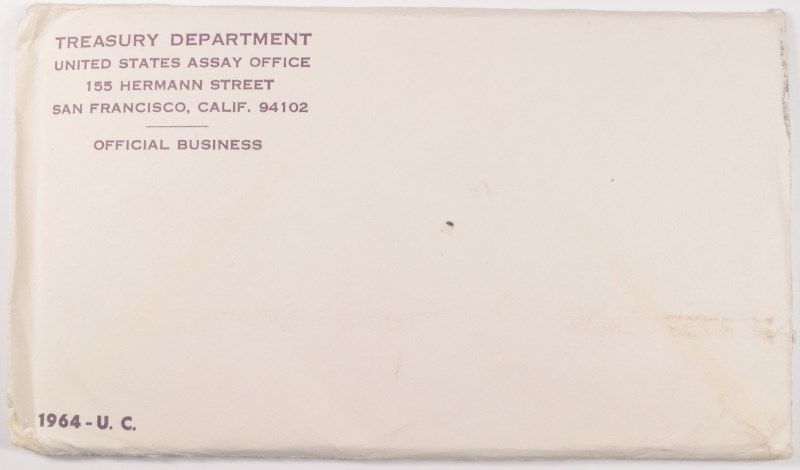 TREASURY DEPARTMENT
UNITED STATES ASSAY OFFICE
155 HERMANN STREET
SAN FRANCISCO, CALIF. 94102
OFFICIAL BUSINESS
1964 - U. C.